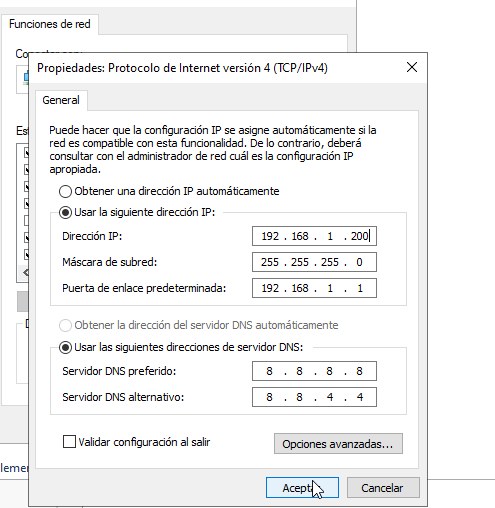 Funciones de red
Propiedades: Protocolo de Internet versión 4 (TCP/IPv4)
General
Puede hacer que la configuración IP se asigne automáticamente si la
red es compatible con esta funcionalidad. De lo contrario, deberá
consultar con el administrador de red cuál es la configuración IP
apropiada.
Obtener una dirección IP automáticamente
Usar la siguiente dirección IP:
Dirección IP: 192 . 168 . 1 . 200
Máscara de subred: 255 . 255 . 255 . 0
Puerta de enlace predeterminada: 192 . 168 . 1 . 1
Obtener la dirección del servidor DNS automáticamente
Usar las siguientes direcciones de servidor DNS:
Servidor DNS preferido: 8 . 8 . 8 . 8
Servidor DNS alternativo: 8 . 8 . 4 . 4
Validar configuración al salir
Opciones avanzadas...
Aceptar Cancelar